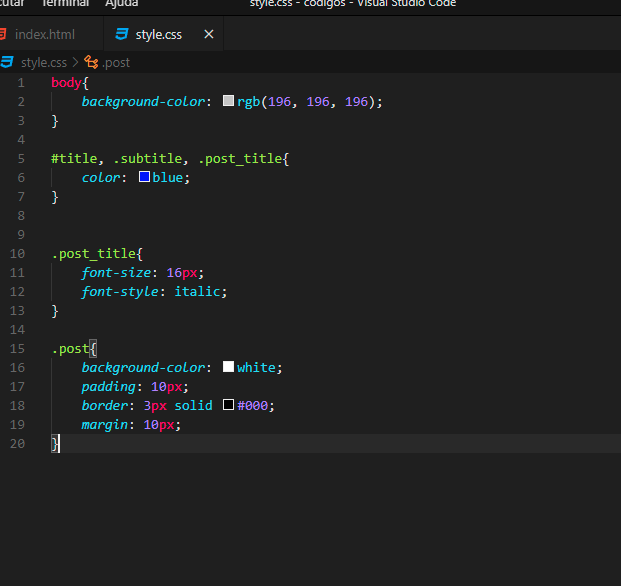 cutar Terminal Ajuda style.css - codigos - Visual Studio Code
index.html style.css ×
style.css > .post
1 body{
2 background-color: rgb(196, 196, 196);
3 }
4
5 #title, .subtitle, .post_title{
6 color: blue;
7 }
8
9
10 .post_title{
11 font-size: 16px;
12 font-style: italic;
13 }
14
15 .post{
16 background-color: white;
17 padding: 10px;
18 border: 3px solid #000;
19 margin: 10px;
20 }